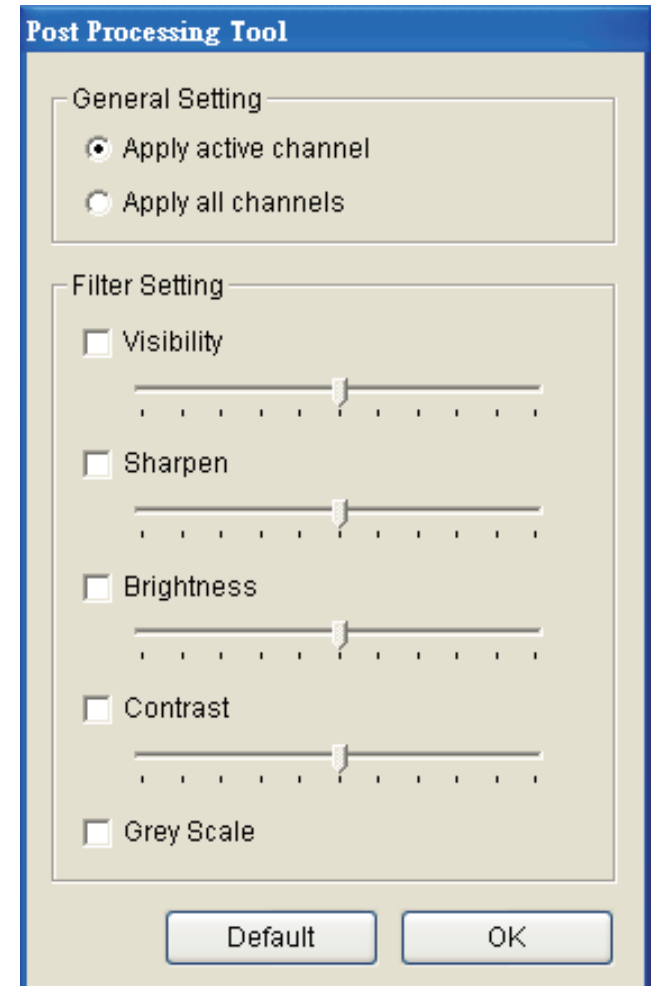 Post Processing Tool
General Setting
Apply active channel
Apply all channels
Filter Setting
Visibility
Sharpen
Brightness
Contrast
Grey Scale
Default OK